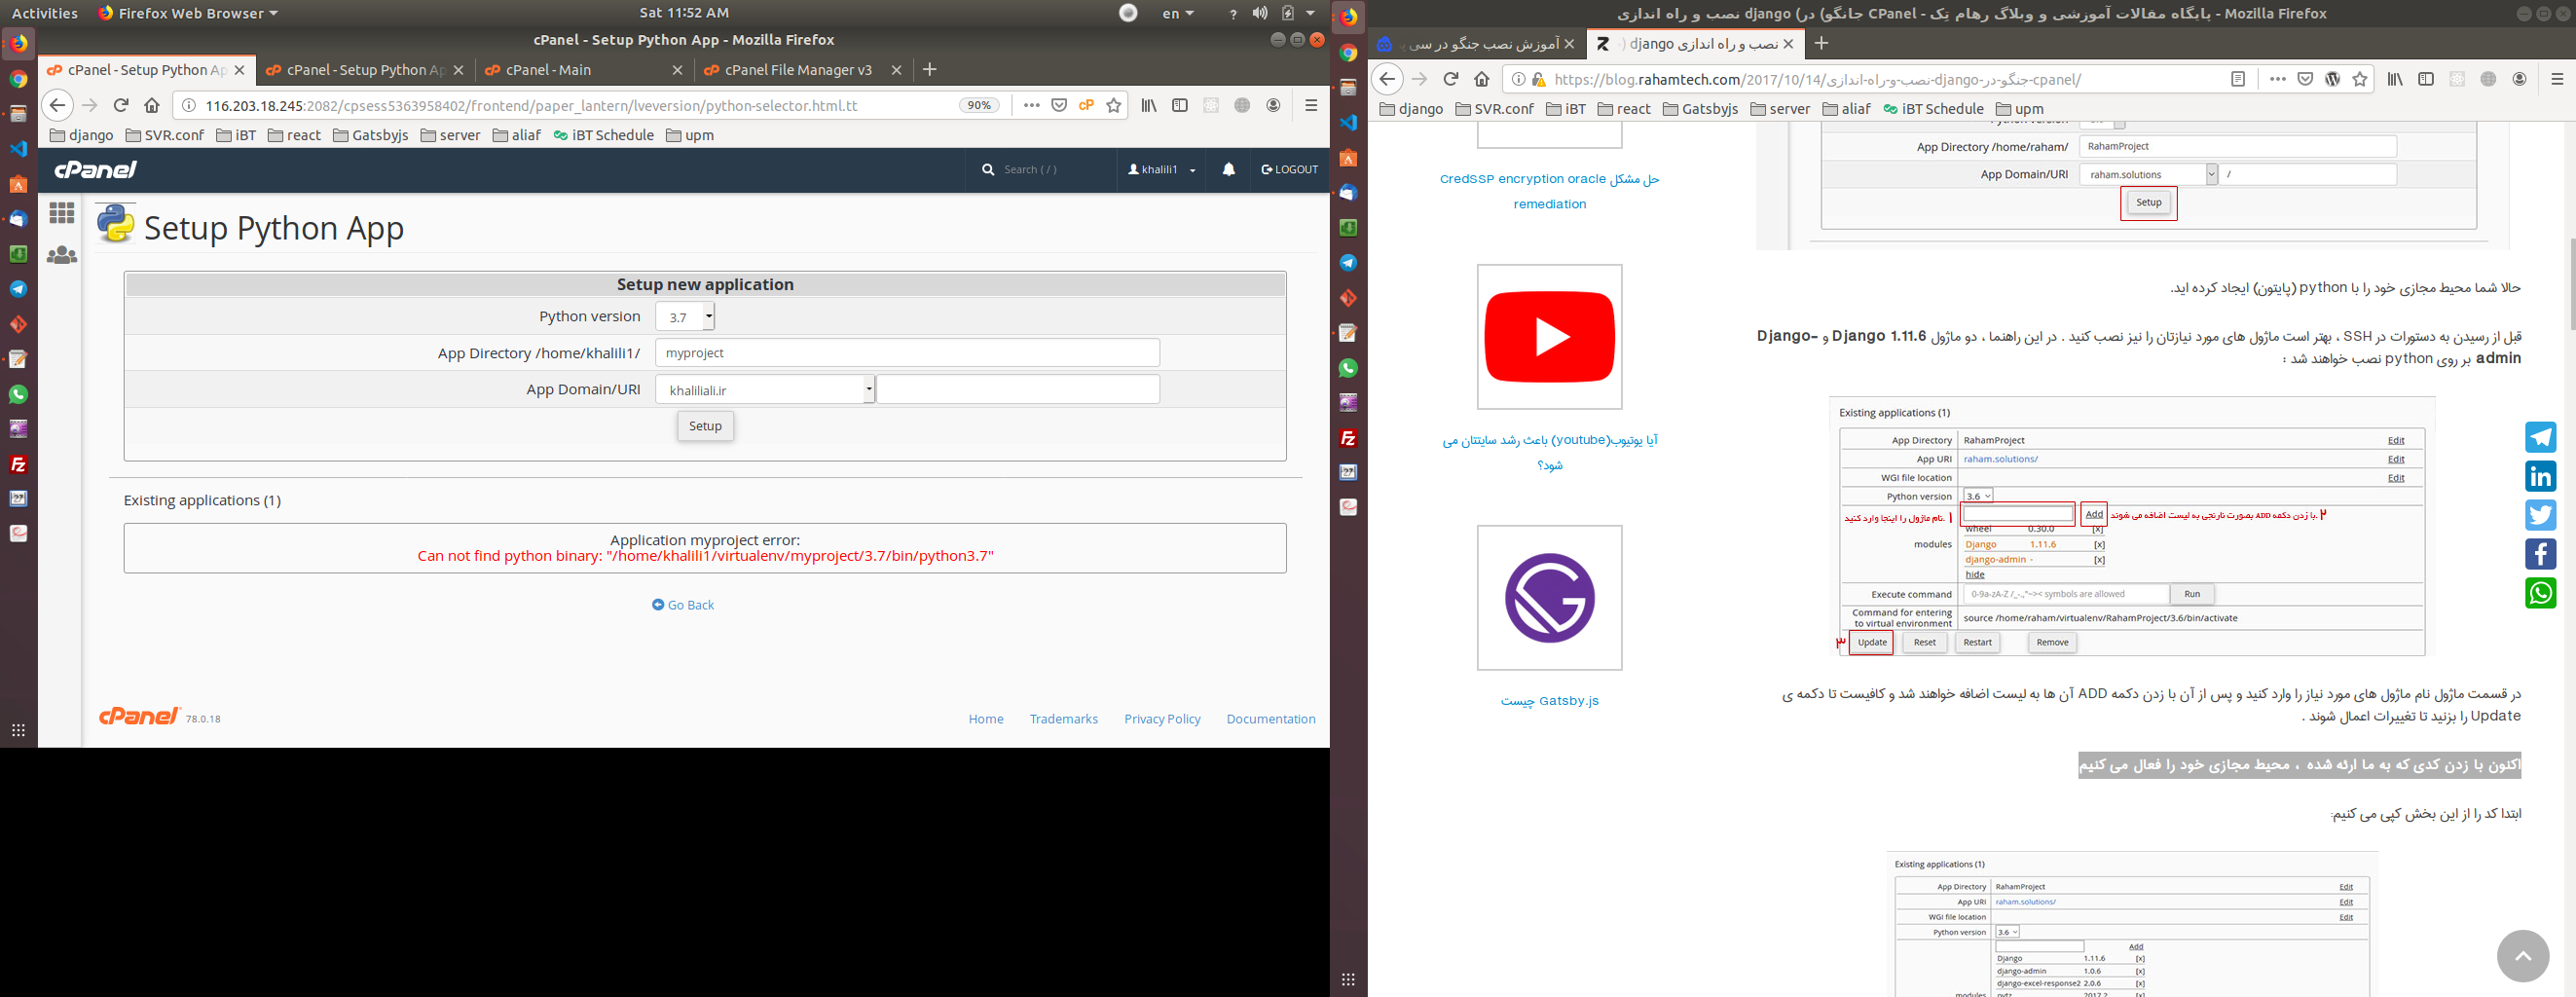 Activities
Firefox Web Browser
Sat 11:52 AM
en
cPanel - Setup Python App - Mozilla Firefox
cPanel - Setup Python Ap
cPanel - Setup Python Ap
cPanel - Main
cPanel File Manager v3
116.203.18.245:2082/cpsess5363958402/frontend/paper_lantern/lveversion/python-selector.html.tt
90%
django SVR.conf iBT react Gatsbyjs server aliaf iBT Schedule upm
cPanel
Search ( / )
khalili1
LOGOUT
Setup Python App
Setup new application
Python version 3.7
App Directory /home/khalili1/ myproject
App Domain/URI khaliliali.ir
Setup
Existing applications (1)
Application myproject error:
Can not find python binary: "/home/khalili1/virtualenv/myproject/3.7/bin/python3.7"
Go Back
cPanel 78.0.18
Home Trademarks Privacy Policy Documentation
نصب و راه اندازی django (جانگو) در CPanel - پایگاه مقالات آموزشی و وبلاگ رهام تِک - Mozilla Firefox
آموزش نصب جنگو در سی پ
نصب و راه اندازی django (
https://blog.rahamtech.com/2017/10/14/نصب-و-راه-اندازی-django-جنگو-در-cpanel/
django SVR.conf iBT react Gatsbyjs server aliaf iBT Schedule upm
حل مشکل CredSSP encryption oracle
remediation
آیا یوتیوب(youtube) باعث رشد سایتتان می
شود؟
Gatsby.js چیست
App Directory /home/raham/ RahamProject
App Domain/URI raham.solutions /
Setup
حالا شما محیط مجازی خود را با python (پایتون) ایجاد کرده اید.
قبل از رسیدن به دستورات در SSH ، بهتر است ماژول های مورد نیازتان را نیز نصب کنید . در این راهنما ، دو ماژول Django 1.11.6 و Django-
admin بر روی python نصب خواهند شد :
Existing applications (1)
App Directory RahamProject Edit
App URI raham.solutions/ Edit
WGI file location Edit
Python version 3.6
۱ .نام ماژول را اینجا وارد کنید
Add
۲ .با زدن دکمه ADD بصورت نارنجی به لیست اضافه می شوند
wheel 0.30.0 [x]
modules Django 1.11.6 [x]
django-admin - [x]
hide
Execute command 0-9a-zA-Z /_-.,"~>< symbols are allowed Run
Command for entering
to virtual environment source /home/raham/virtualenv/RahamProject/3.6/bin/activate
۳ Update Reset Restart Remove
در قسمت ماژول نام ماژول های مورد نیاز را وارد کنید و پس از آن با زدن دکمه ADD آن ها به لیست اضافه خواهند شد و کافیست تا دکمه ی
Update را بزنید تا تغییرات اعمال شوند .
اکنون با زدن کدی که به ما ارئه شده ، محیط مجازی خود را فعال می کنیم
ابتدا کد را از این بخش کپی می کنیم:
Existing applications (1)
App Directory RahamProject Edit
App URI raham.solutions/ Edit
WGI file location Edit
Python version 3.6
Add
Django 1.11.6 [x]
django-admin 1.0.6 [x]
django-excel-response2 2.0.6 [x]
modules pytz 2017.2 [x]